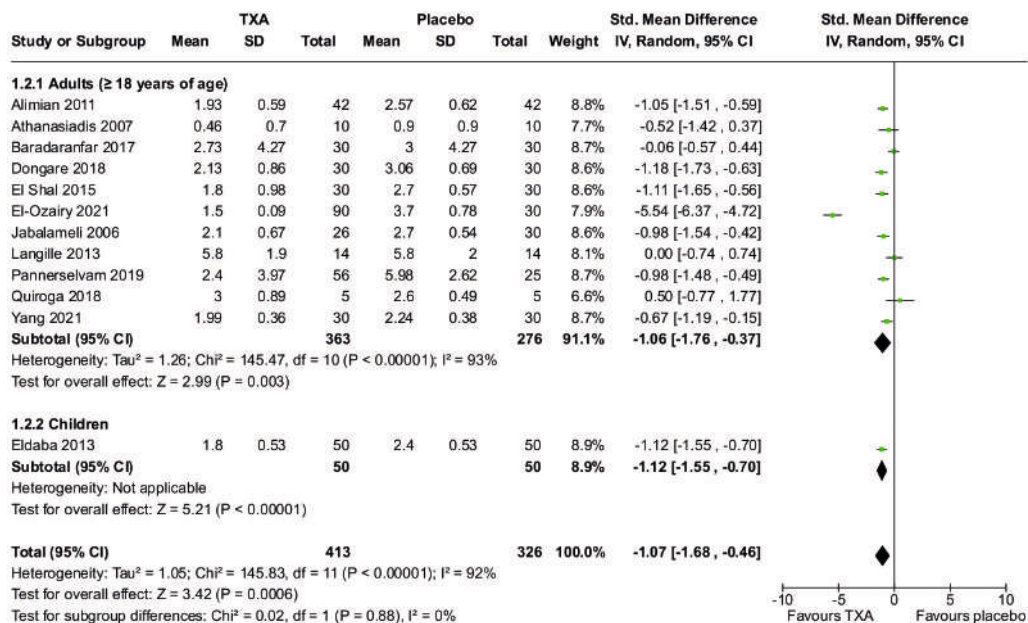 TXA Placebo Std. Mean Difference Std. Mean Difference
Study or Subgroup Mean SD Total Mean SD Total Weight IV, Random, 95% CI IV, Random, 95% CI
1.2.1 Adults (≥ 18 years of age)
Alimian 2011 1.93 0.59 42 2.57 0.62 42 8.8% -1.05 [-1.51 , -0.59]
Athanasiadis 2007 0.46 0.7 10 0.9 0.9 10 7.7% -0.52 [-1.42 , 0.37]
Baradaranfar 2017 2.73 4.27 30 3 4.27 30 8.7% -0.06 [-0.57 , 0.44]
Dongare 2018 2.13 0.86 30 3.06 0.69 30 8.6% -1.18 [-1.73 , -0.63]
El Shal 2015 1.8 0.98 30 2.7 0.57 30 8.6% -1.11 [-1.65 , -0.56]
El-Ozairy 2021 1.5 0.09 90 3.7 0.78 30 7.9% -5.54 [-6.37 , -4.72]
Jabalameli 2006 2.1 0.67 26 2.7 0.54 30 8.6% -0.98 [-1.54 , -0.42]
Langille 2013 5.8 1.9 14 5.8 2 14 8.1% 0.00 [-0.74 , 0.74]
Pannerselvam 2019 2.4 3.97 56 5.98 2.62 25 8.7% -0.98 [-1.48 , -0.49]
Quiroga 2018 3 0.89 5 2.6 0.49 5 6.6% 0.50 [-0.77 , 1.77]
Yang 2021 1.99 0.36 30 2.24 0.38 30 8.7% -0.67 [-1.19 , -0.15]
Subtotal (95% CI) 363 276 91.1% -1.06 [-1.76 , -0.37]
Heterogeneity: Tau² = 1.26; Chi² = 145.47, df = 10 (P < 0.00001); I² = 93%
Test for overall effect: Z = 2.99 (P = 0.003)
1.2.2 Children
Eldaba 2013 1.8 0.53 50 2.4 0.53 50 8.9% -1.12 [-1.55 , -0.70]
Subtotal (95% CI) 50 50 8.9% -1.12 [-1.55 , -0.70]
Heterogeneity: Not applicable
Test for overall effect: Z = 5.21 (P < 0.00001)
Total (95% CI) 413 326 100.0% -1.07 [-1.68 , -0.46]
Heterogeneity: Tau² = 1.05; Chi² = 145.83, df = 11 (P < 0.00001); I² = 92%
Test for overall effect: Z = 3.42 (P = 0.0006) -10 -5 0 5 10
Test for subgroup differences: Chi² = 0.02, df = 1 (P = 0.88), I² = 0% Favours TXA Favours placebo